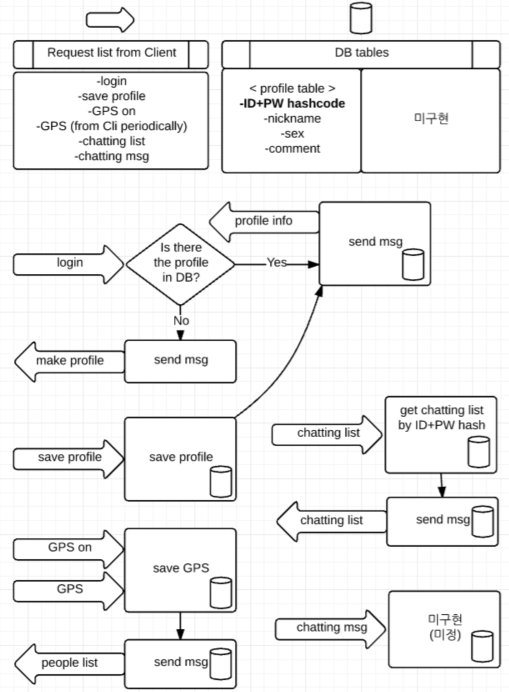 Request list from Client
-login
-save profile
-GPS on
-GPS (from Cli periodically)
-chatting list
-chatting msg
DB tables
< profile table >
-ID+PW hashcode
-nickname
-sex
-comment
미구현
profile info
send msg
login
Is there
the profile
in DB?
Yes
No
make profile
send msg
save profile
save profile
chatting list
get chatting list
by ID+PW hash
chatting list
send msg
GPS on
GPS
save GPS
people list
send msg
chatting msg
미구현
(미정)